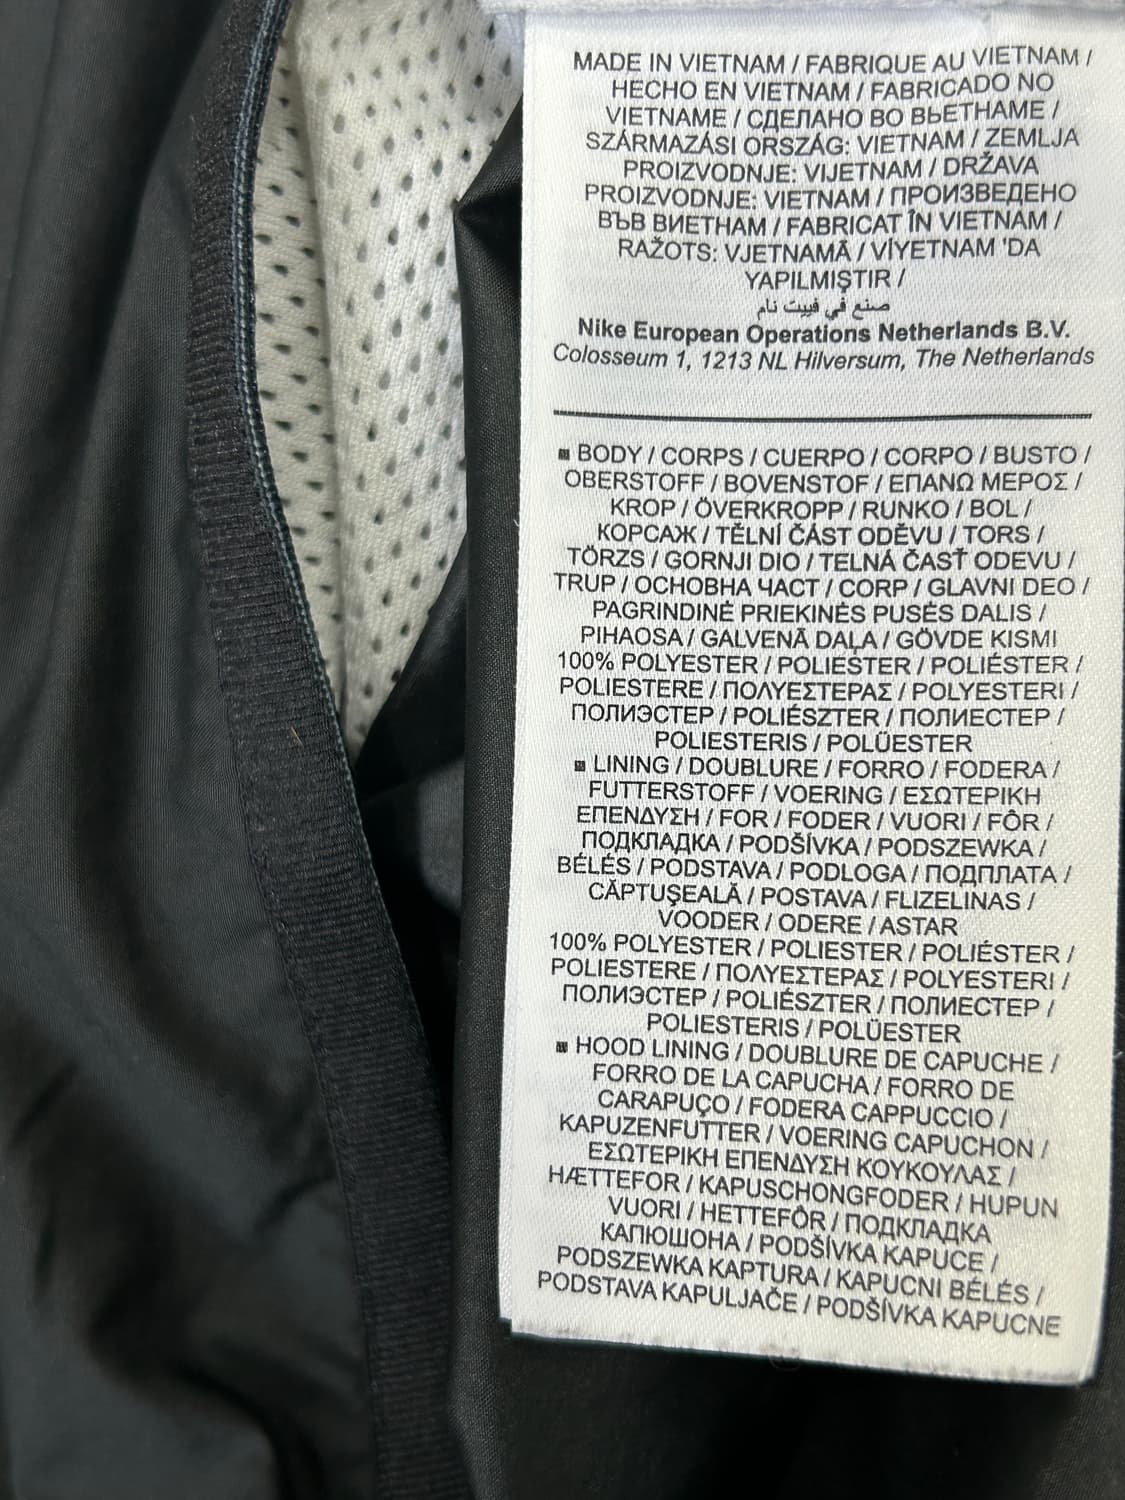 MADE IN VIETNAM / FABRIQUE AU VIETNAM /
HECHO EN VIETNAM / FABRICADO NO
VIETNAME / СДЕЛАНО ВО ВЬЕТНАМЕ /
SZÁRMAZÁSI ORSZÁG: VIETNAM / ZEMLJA
PROIZVODNJE: VIJETNAM / DRŽAVA
PROIZVODNJE: VIETNAM / ПРОИЗВЕДЕНО
ВЪВ ВИЕТНАМ / FABRICAT ÎN VIETNAM /
RAŽOTS: VJETNAMĀ / VİYETNAM 'DA
YAPILMIŞTIR /
صنع في فييت نام
Nike European Operations Netherlands B.V.
Colosseum 1, 1213 NL Hilversum, The Netherlands
BODY / CORPS / CUERPO / CORPO / BUSTO /
OBERSTOFF / BOVENSTOF / ΕΠΑΝΩ ΜΕΡΟΣ /
KROP / ÖVERKROPP / RUNKO / BOL /
КОРСАЖ / TĚLNÍ ČÁST ODĚVU / TORS /
TÖRZS / GORNJI DIO / TELNÁ ČASŤ ODEVU /
TRUP / ОСНОВНА ЧАСТ / CORP / GLAVNI DEO /
PAGRINDINĖ PRIEKINĖS PUSĖS DALIS /
PIHAOSA / GALVENĀ DAĻA / GÖVDE KISMI
100% POLYESTER / POLIESTER / POLIÉSTER /
POLIESTERE / ΠΟΛΥΕΣΤΕΡΑΣ / POLYESTERI /
ПОЛИЭСТЕР / POLIÉSZTER / ПОЛИЕСТЕР /
POLIESTERIS / POLÜESTER
LINING / DOUBLURE / FORRO / FODERA /
FUTTERSTOFF / VOERING / ΕΣΩΤΕΡΙΚΗ
ΕΠΕΝΔΥΣΗ / FOR / FODER / VUORI / FÔR /
ПОДКЛАДКА / PODŠÍVKA / PODSZEWKA /
BÉLÉS / PODSTAVA / PODLOGA / ПОДПЛАТА /
CĂPTUŞEALĂ / POSTAVA / FLIZELINAS /
VOODER / ODERE / ASTAR
100% POLYESTER / POLIESTER / POLIÉSTER /
POLIESTERE / ΠΟΛΥΕΣΤΕΡΑΣ / POLYESTERI /
ПОЛИЭСТЕР / POLIÉSZTER / ПОЛИЕСТЕР /
POLIESTERIS / POLÜESTER
HOOD LINING / DOUBLURE DE CAPUCHE /
FORRO DE LA CAPUCHA / FORRO DE
CARAPUÇO / FODERA CAPPUCCIO /
KAPUZENFUTTER / VOERING CAPUCHON /
ΕΣΩΤΕΡΙΚΗ ΕΠΕΝΔΥΣΗ ΚΟΥΚΟΥΛΑΣ /
HÆTTEFOR / KAPUSCHONGFODER / HUPUN
VUORI / HETTEFÔR / ПОДКЛАДКА
КАПЮШОНА / PODŠÍVKA KAPUCE /
PODSZEWKA KAPTURA / KAPUCNI BÉLÉS /
PODSTAVA KAPULJAČE / PODŠÍVKA KAPUCNE